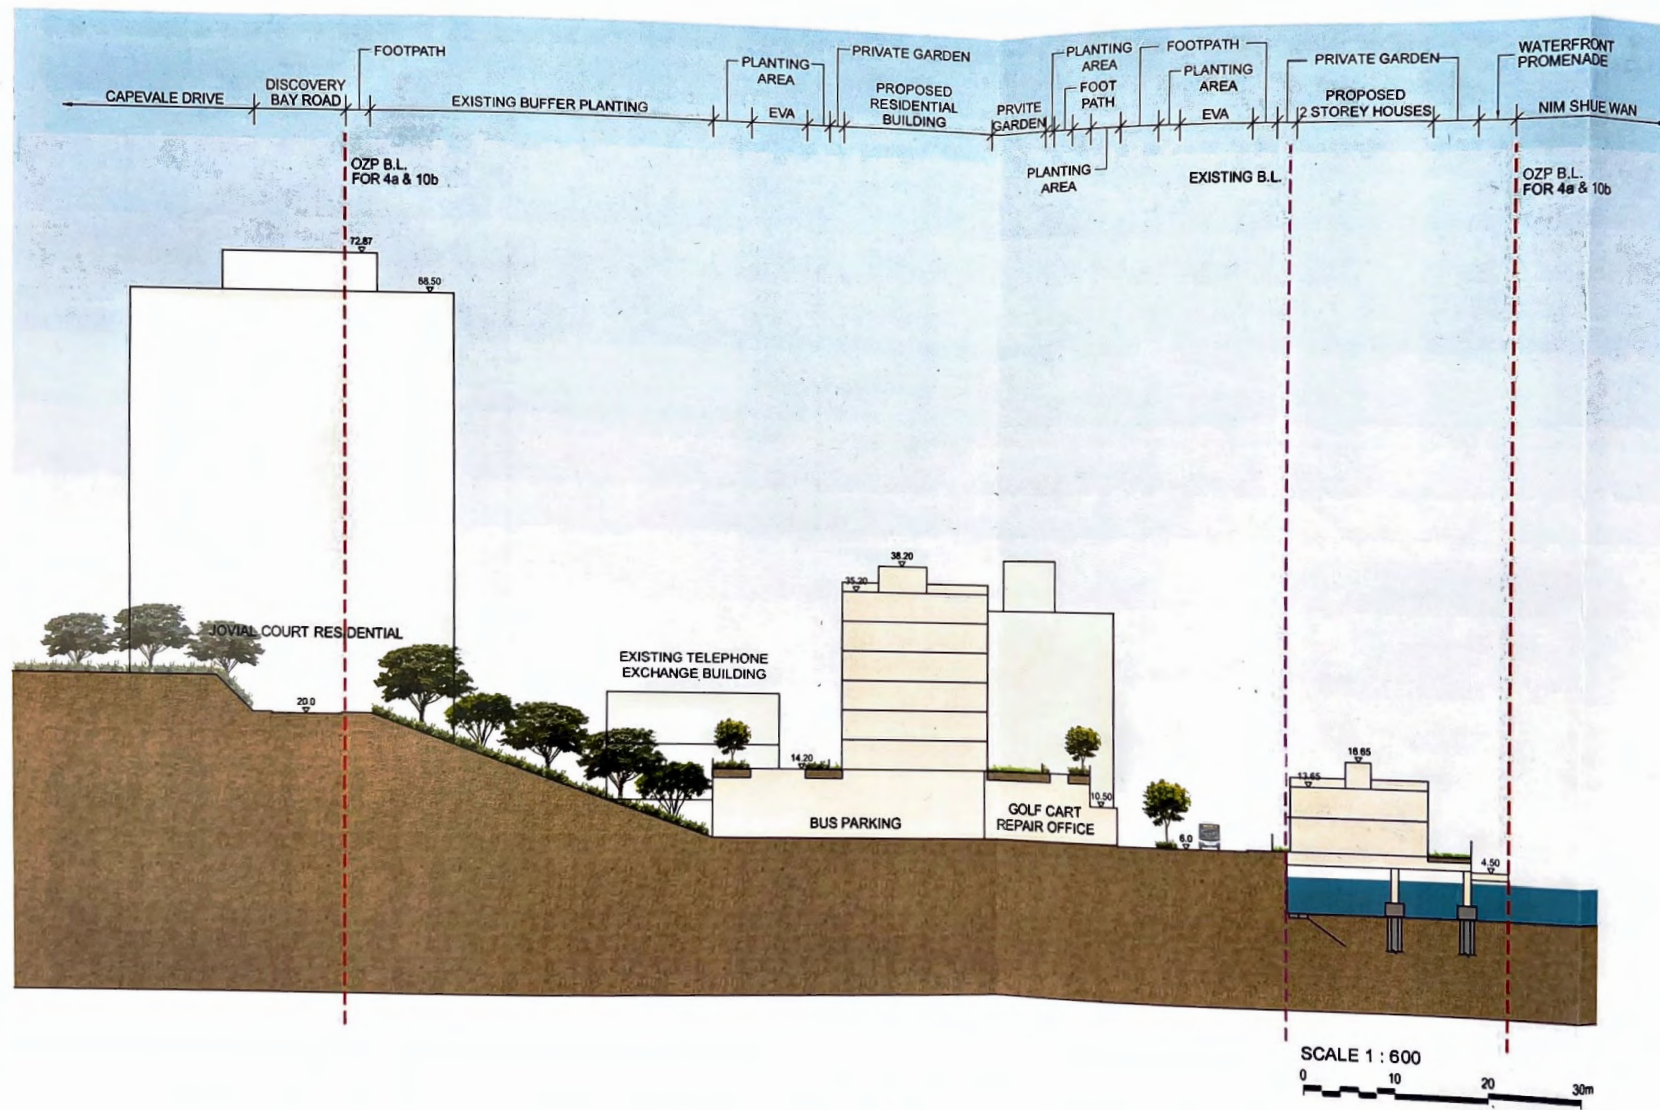 FOOTPATH
PRIVATE GARDEN
PLANTING
AREA
FOOTPATH
WATERFRONT
PROMENADE
PLANTING
AREA
PLANTING
AREA
PRIVATE GARDEN
DISCOVERY
BAY ROAD
PROPOSED
RESIDENTIAL
BUILDING
FOOT
PATH
PROPOSED
2 STOREY HOUSES
CAPEVALE DRIVE
EXISTING BUFFER PLANTING
EVA
PRVITE
GARDEN
EVA
NIM SHUE WAN
OZP B.L.
FOR 4a & 10b
PLANTING
AREA
EXISTING B.L.
OZP B.L.
FOR 4a & 10b
72.87
68.50
38.20
35.20
JOVIAL COURT RESIDENTIAL
EXISTING TELEPHONE
EXCHANGE BUILDING
20.0
14.20
16.65
13.65
10.50
BUS PARKING
GOLF CART
REPAIR OFFICE
6.0
4.50
SCALE 1 : 600
0 10 20 30m